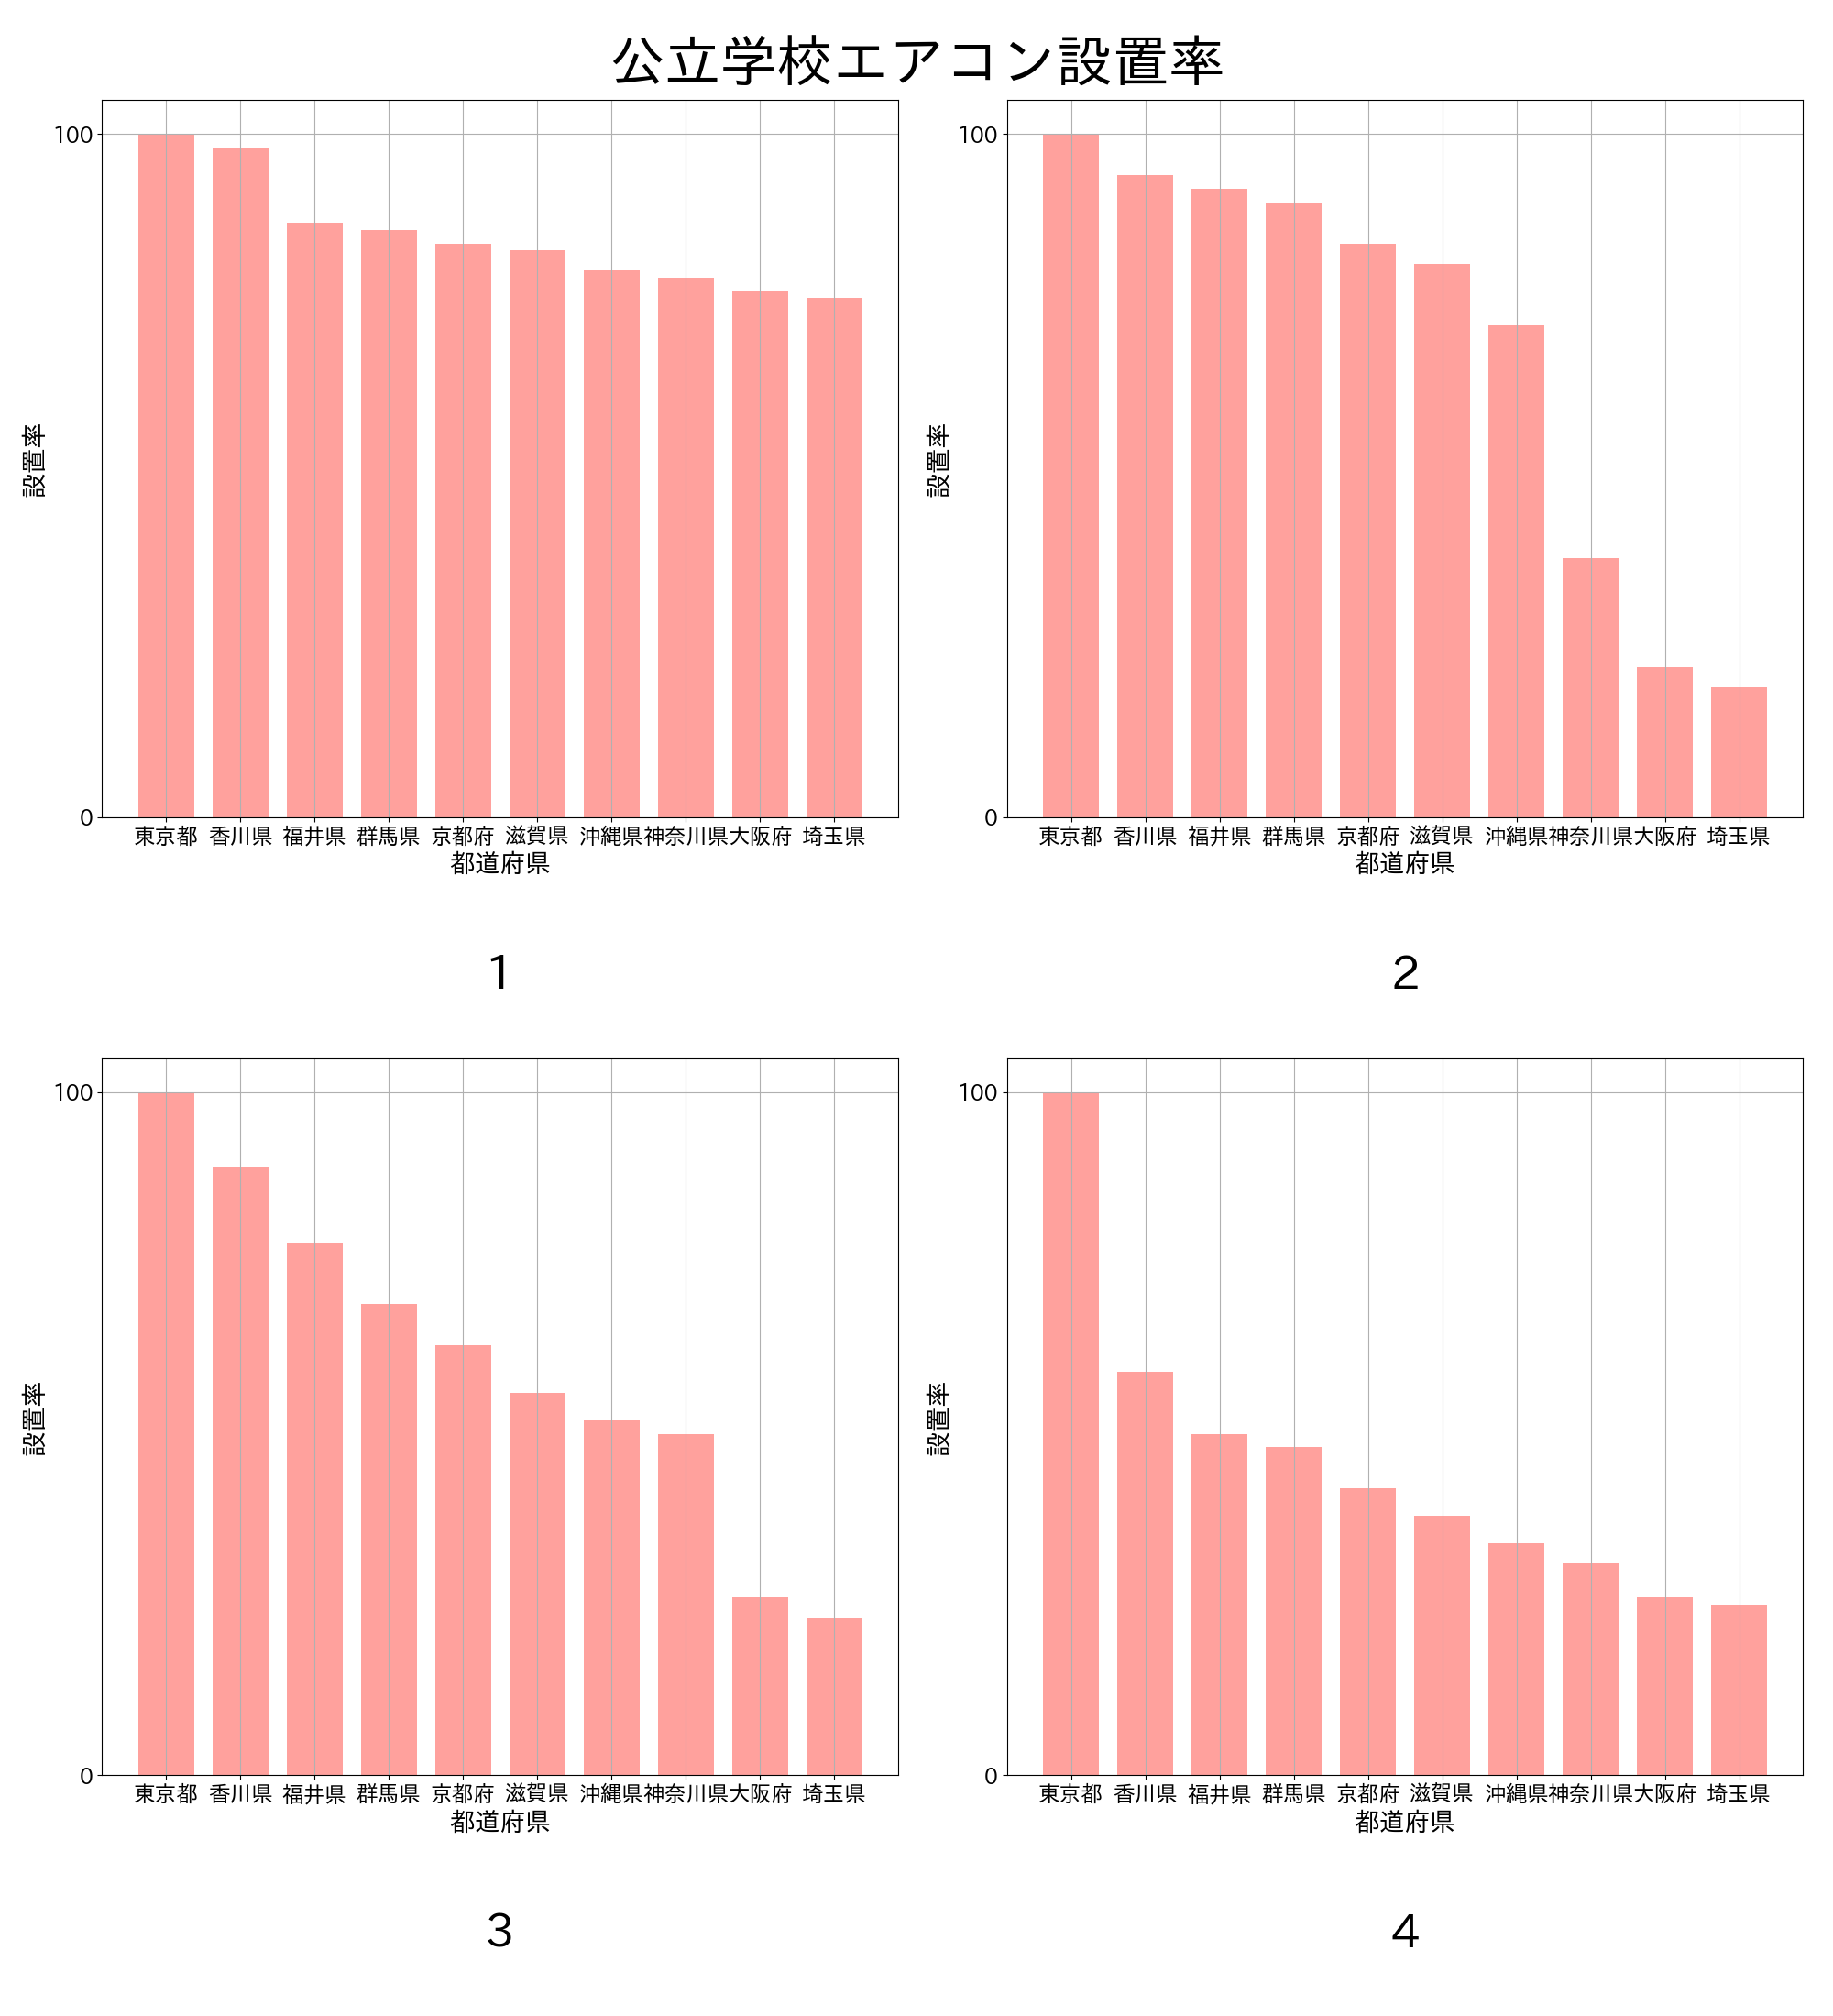 公立学校エアコン設置率
100
0
設置率
東京都 香川県 福井県 群馬県 京都府 滋賀県 沖縄県 神奈川県 大阪府 埼玉県
都道府県
1
100
0
設置率
東京都 香川県 福井県 群馬県 京都府 滋賀県 沖縄県 神奈川県 大阪府 埼玉県
都道府県
2
100
0
設置率
東京都 香川県 福井県 群馬県 京都府 滋賀県 沖縄県 神奈川県 大阪府 埼玉県
都道府県
3
100
0
設置率
東京都 香川県 福井県 群馬県 京都府 滋賀県 沖縄県 神奈川県 大阪府 埼玉県
都道府県
4